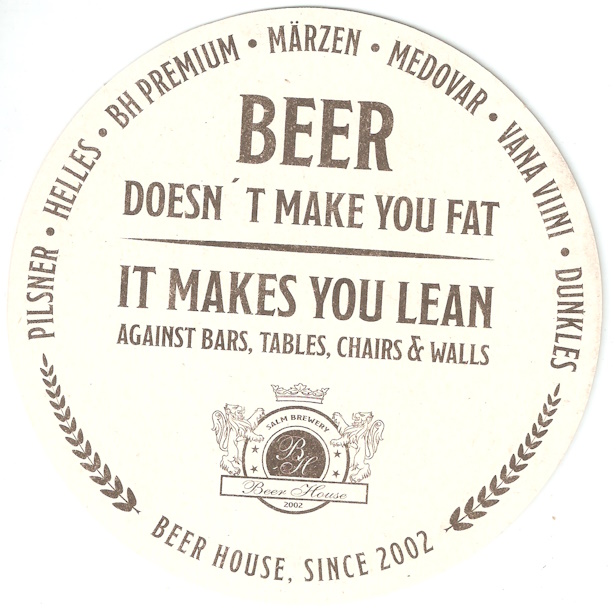 PILSNER • HELLES • BH PREMIUM • MÄRZEN • MEDOVAR • VANA VIINI • DUNKLES
BEER
DOESN´T MAKE YOU FAT
IT MAKES YOU LEAN
AGAINST BARS, TABLES, CHAIRS & WALLS
SALM BREWERY
BH
Beer House
2002
BEER HOUSE, SINCE 2002